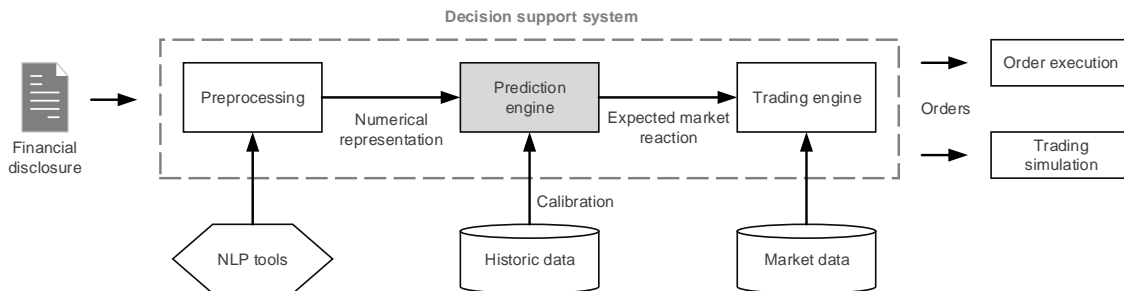 Decision support system
Financial
disclosure
Preprocessing
Numerical
representation
Prediction
engine
Expected market
reaction
Trading engine
Orders
Order execution
Trading
simulation
Calibration
NLP tools
Historic data
Market data